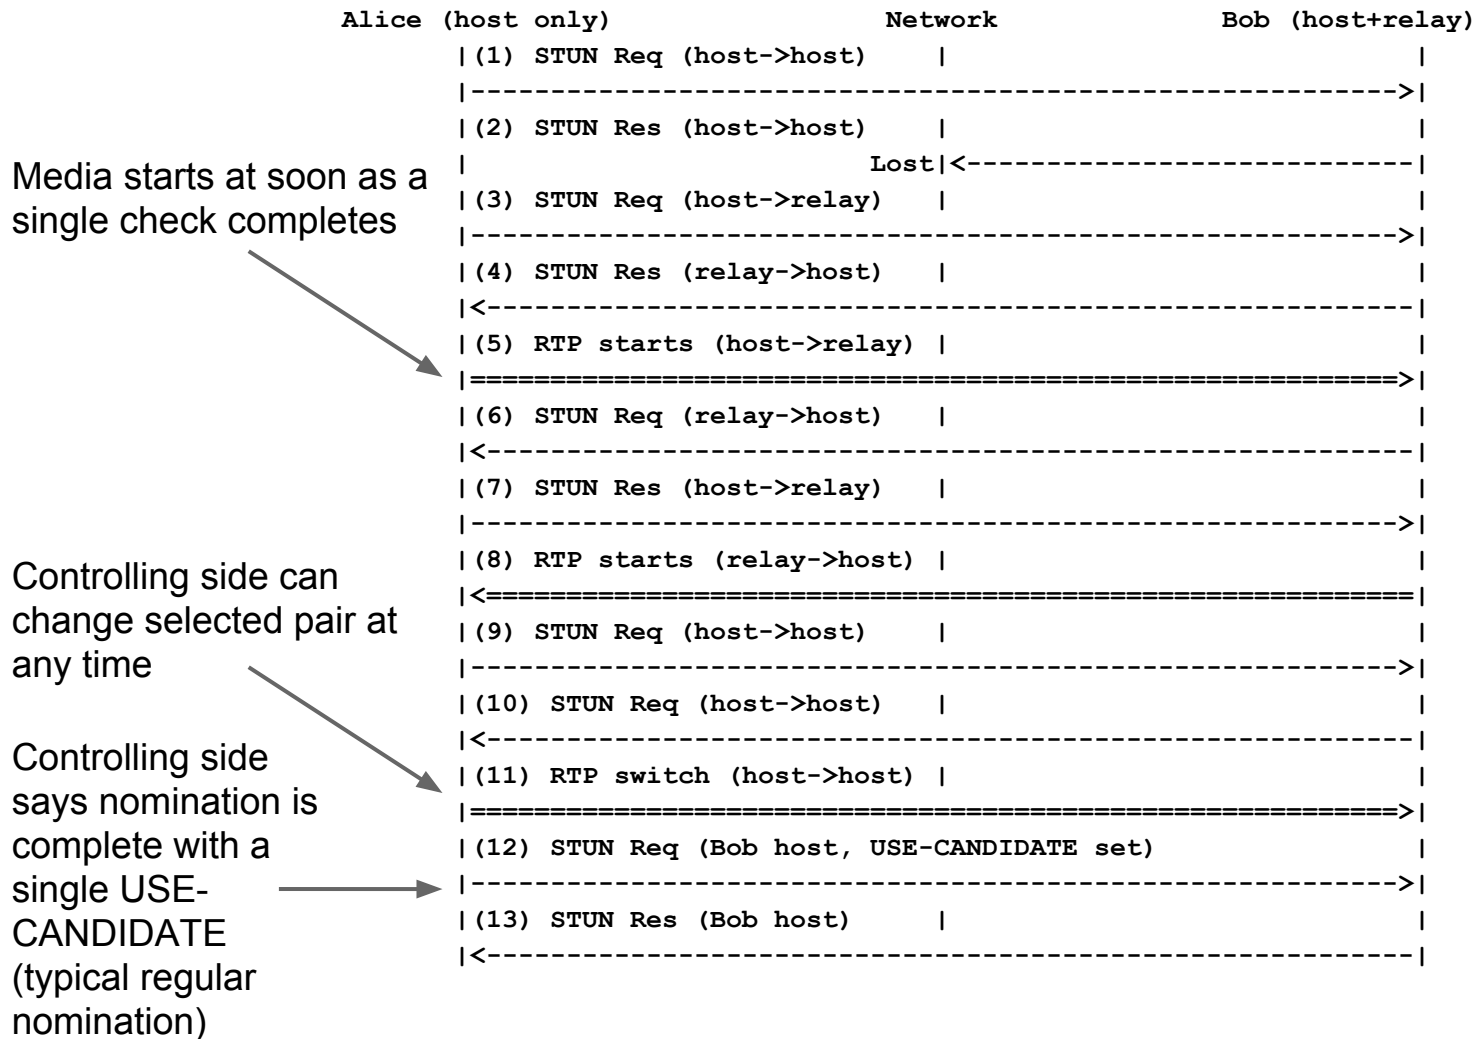 Alice (host only) Network Bob (host+relay)
|(1) STUN Req (host->host) | |
|---------------------------------------------------------->|
|(2) STUN Res (host->host) | |
| Lost|<----------------------------|
|(3) STUN Req (host->relay) | |
|---------------------------------------------------------->|
|(4) STUN Res (relay->host) | |
|<----------------------------------------------------------|
|(5) RTP starts (host->relay) | |
|==========================================================>|
|(6) STUN Req (relay->host) | |
|<----------------------------------------------------------|
|(7) STUN Res (host->relay) | |
|---------------------------------------------------------->|
|(8) RTP starts (relay->host) | |
|<==========================================================|
|(9) STUN Req (host->host) | |
|---------------------------------------------------------->|
|(10) STUN Req (host->host) | |
|<----------------------------------------------------------|
|(11) RTP switch (host->host) | |
|==========================================================>|
|(12) STUN Req (Bob host, USE-CANDIDATE set) |
|---------------------------------------------------------->|
|(13) STUN Res (Bob host) | |
|<----------------------------------------------------------|
Media starts at soon as a
single check completes
Controlling side can
change selected pair at
any time
Controlling side
says nomination is
complete with a
single USE-
CANDIDATE
(typical regular
nomination)